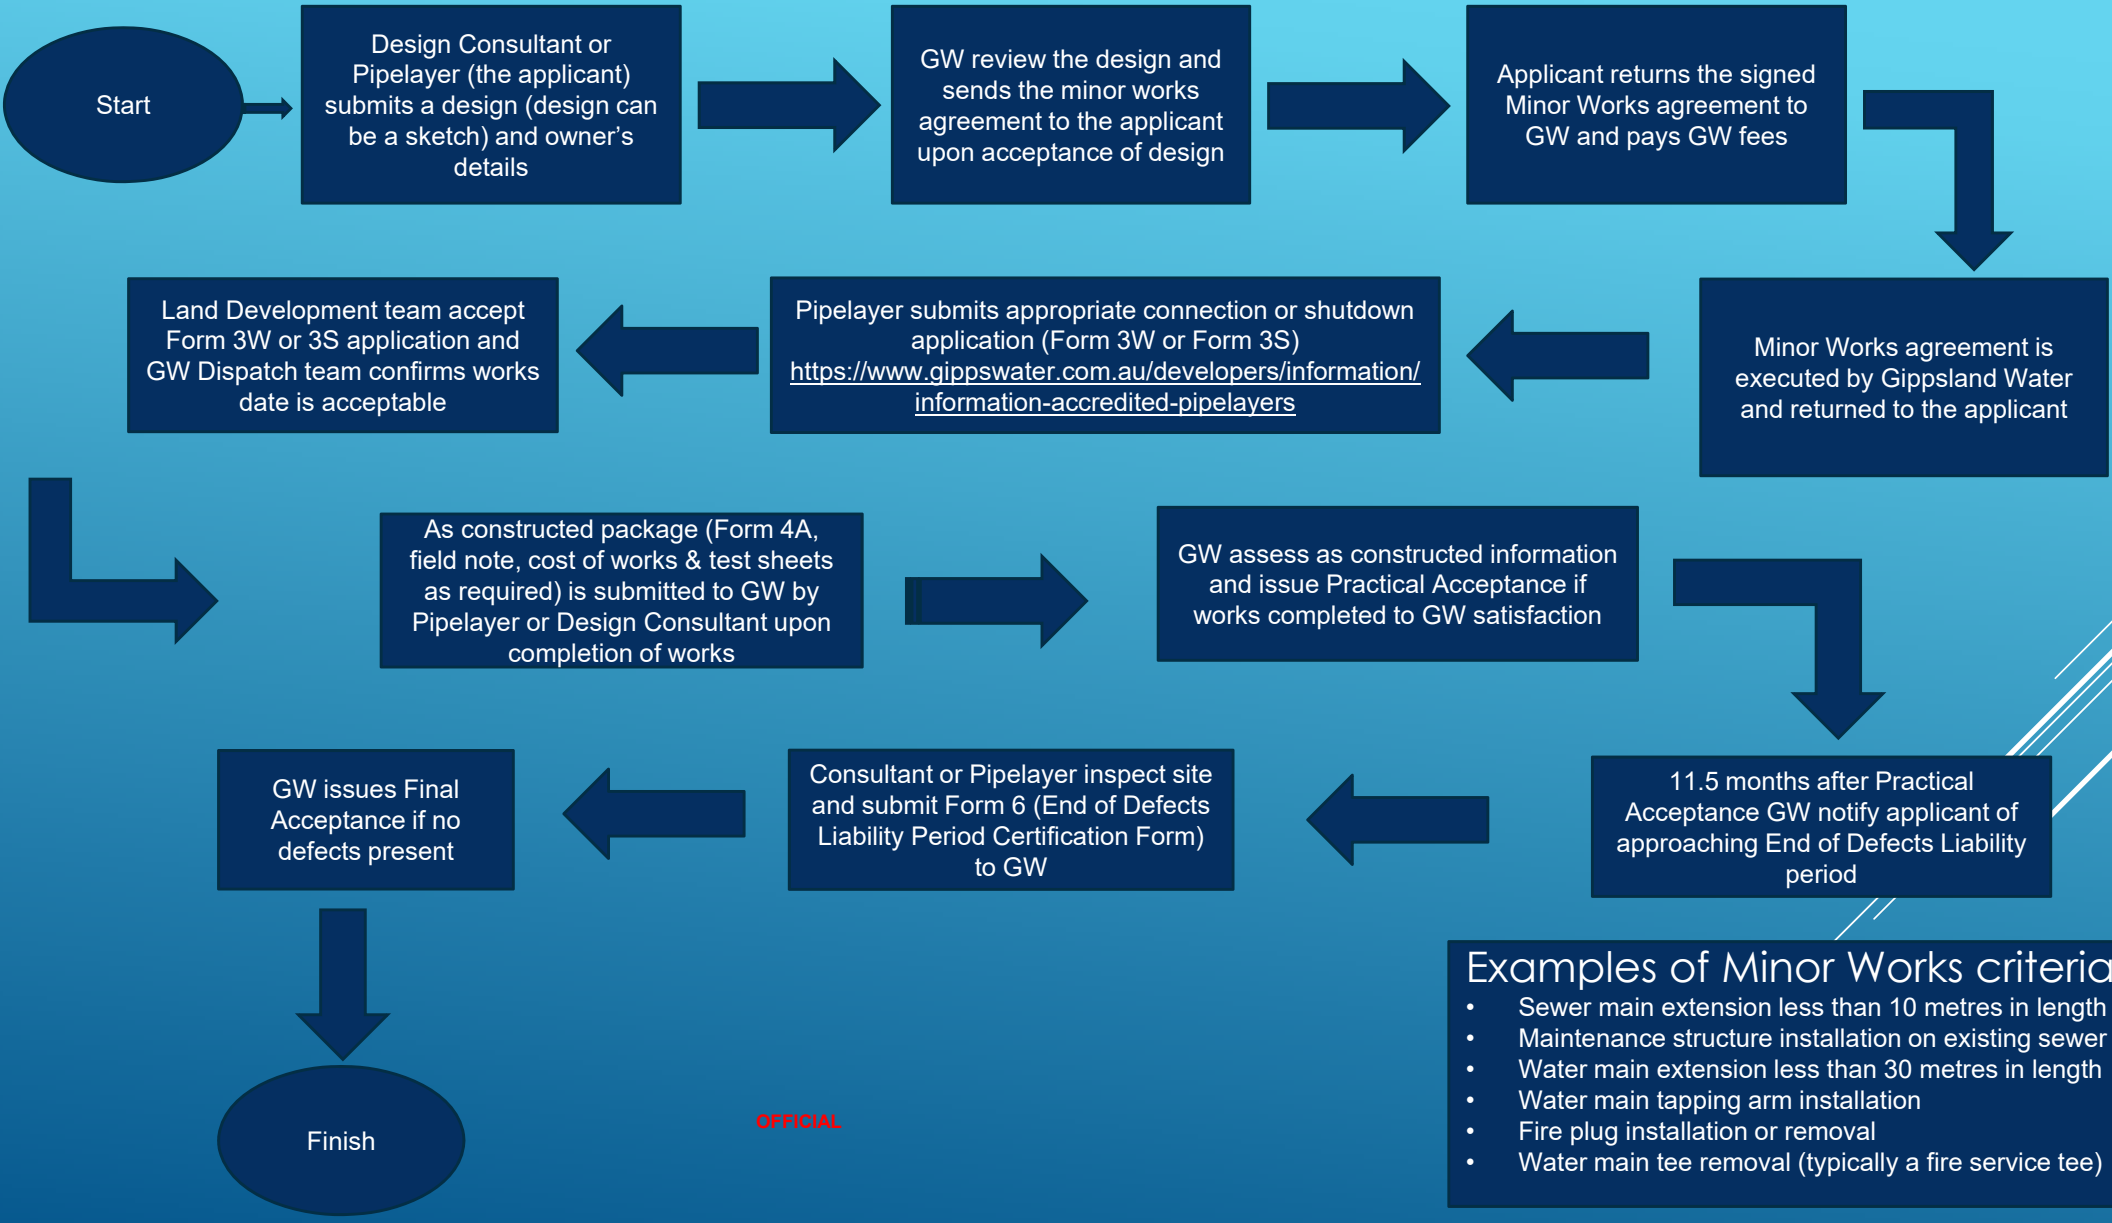 Start
Design Consultant or
Pipelayer (the applicant)
submits a design (design can
be a sketch) and owner’s
details
GW review the design and
sends the minor works
agreement to the applicant
upon acceptance of design
Applicant returns the signed
Minor Works agreement to
GW and pays GW fees
Minor Works agreement is
executed by Gippsland Water
and returned to the applicant
Pipelayer submits appropriate connection or shutdown
application (Form 3W or Form 3S)
https://www.gippswater.com.au/developers/information/
information-accredited-pipelayers
Land Development team accept
Form 3W or 3S application and
GW Dispatch team confirms works
date is acceptable
As constructed package (Form 4A,
field note, cost of works & test sheets
as required) is submitted to GW by
Pipelayer or Design Consultant upon
completion of works
GW assess as constructed information
and issue Practical Acceptance if
works completed to GW satisfaction
11.5 months after Practical
Acceptance GW notify applicant of
approaching End of Defects Liability
period
Consultant or Pipelayer inspect site
and submit Form 6 (End of Defects
Liability Period Certification Form)
to GW
GW issues Final
Acceptance if no
defects present
Finish
Examples of Minor Works criteria
• Sewer main extension less than 10 metres in length
• Maintenance structure installation on existing sewer
• Water main extension less than 30 metres in length
• Water main tapping arm installation
• Fire plug installation or removal
• Water main tee removal (typically a fire service tee)
OFFICIAL